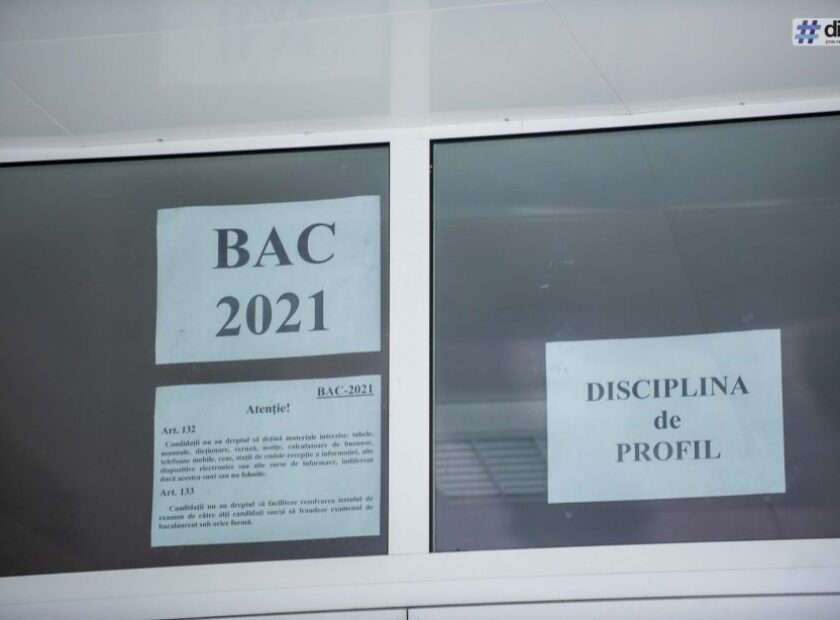 #di
BAC
2021
BAC-2021
Atenție!
Art. 132
Candidații nu au dreptul să dețină materiale interzise: tabele,
manuale, dicționare, rezumă, notițe, calculatoare de buzunar,
telefoane mobile, ceas, stații de emisie-recepție a informației, alte
dispozitive electronice sau alte surse de informare, indiferent
dacă acestea sunt sau nu folosite.
Art. 133
Candidații nu au dreptul să faciliteze rezolvarea testului de
examen de către alți candidați sau/și să fraudeze examenul de
bacalaureat sub orice formă.
DISCIPLINA
de
PROFIL